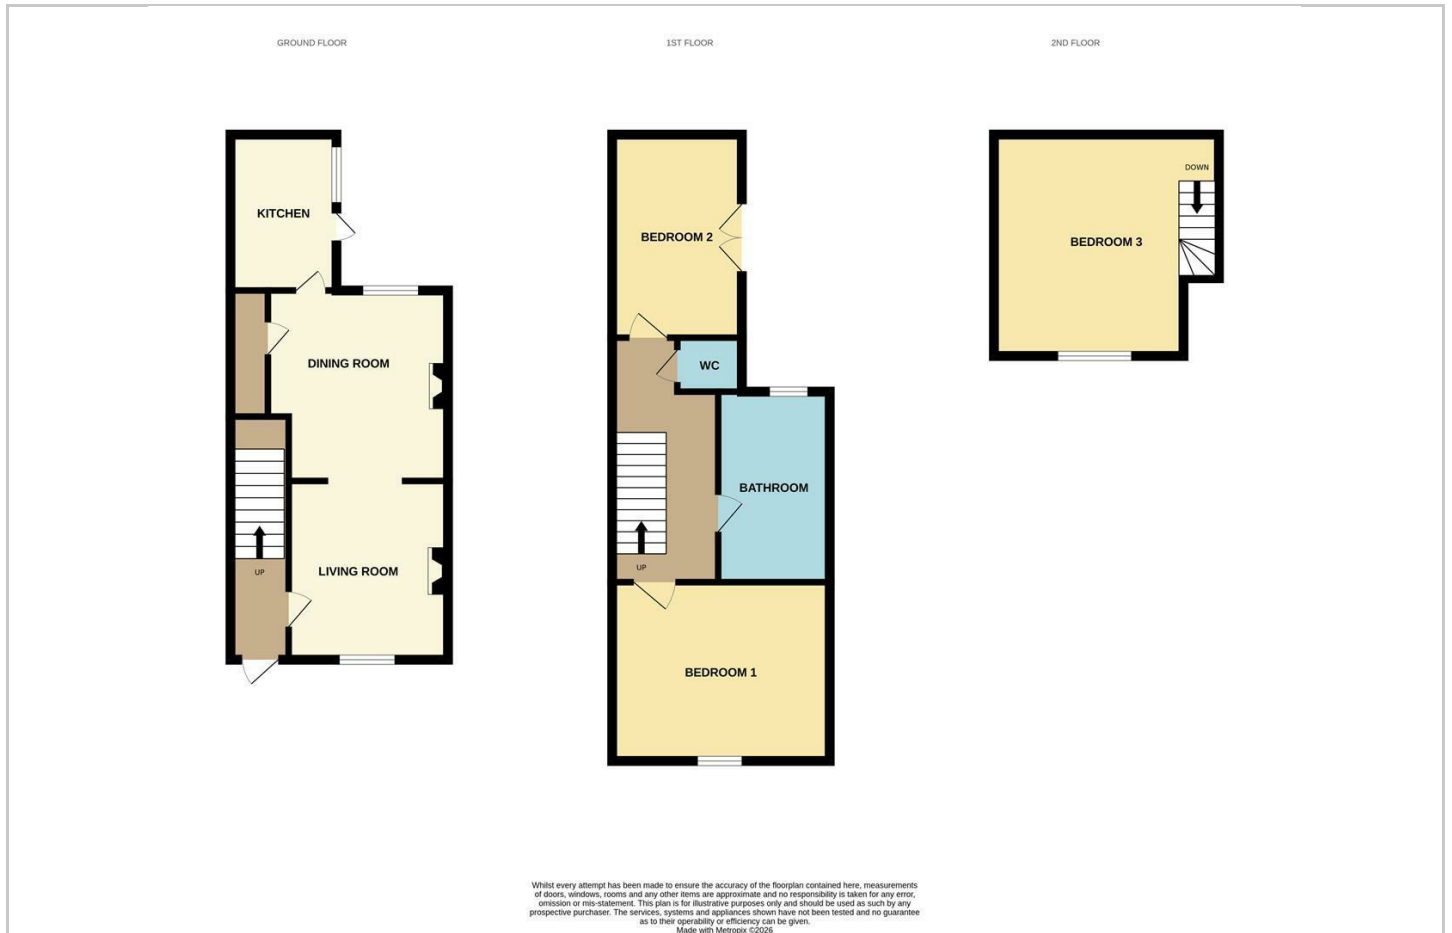 GROUND FLOOR
KITCHEN
DINING ROOM
UP
LIVING ROOM
1ST FLOOR
BEDROOM 2
WC
BATHROOM
UP
BEDROOM 1
2ND FLOOR
DOWN
BEDROOM 3
Whilst every attempt has been made to ensure the accuracy of the floorplan contained here, measurements
of doors, windows, rooms and any other items are approximate and no responsibility is taken for any error,
omission or mis-statement. This plan is for illustrative purposes only and should be used as such by any
prospective purchaser. The services, systems and appliances shown have not been tested and no guarantee
as to their operability or efficiency can be given.
Made with Metropix ©2026